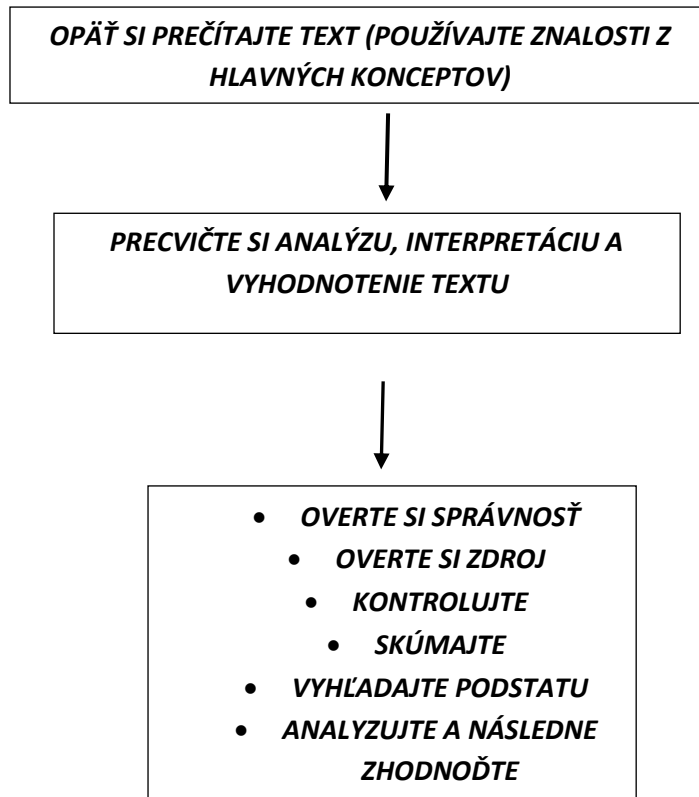 OPÄŤ SI PREČÍTAJTE TEXT (POUŽÍVAJTE ZNALOSTI Z
HLAVNÝCH KONCEPTOV)
PRECVIČTE SI ANALÝZU, INTERPRETÁCIU A
VYHODNOTENIE TEXTU
• OVERTE SI SPRÁVNOSŤ
• OVERTE SI ZDROJ
• KONTROLUJTE
• SKÚMAJTE
• VYHĽADAJTE PODSTATU
• ANALYZUJTE A NÁSLEDNE
ZHODNOĎTE